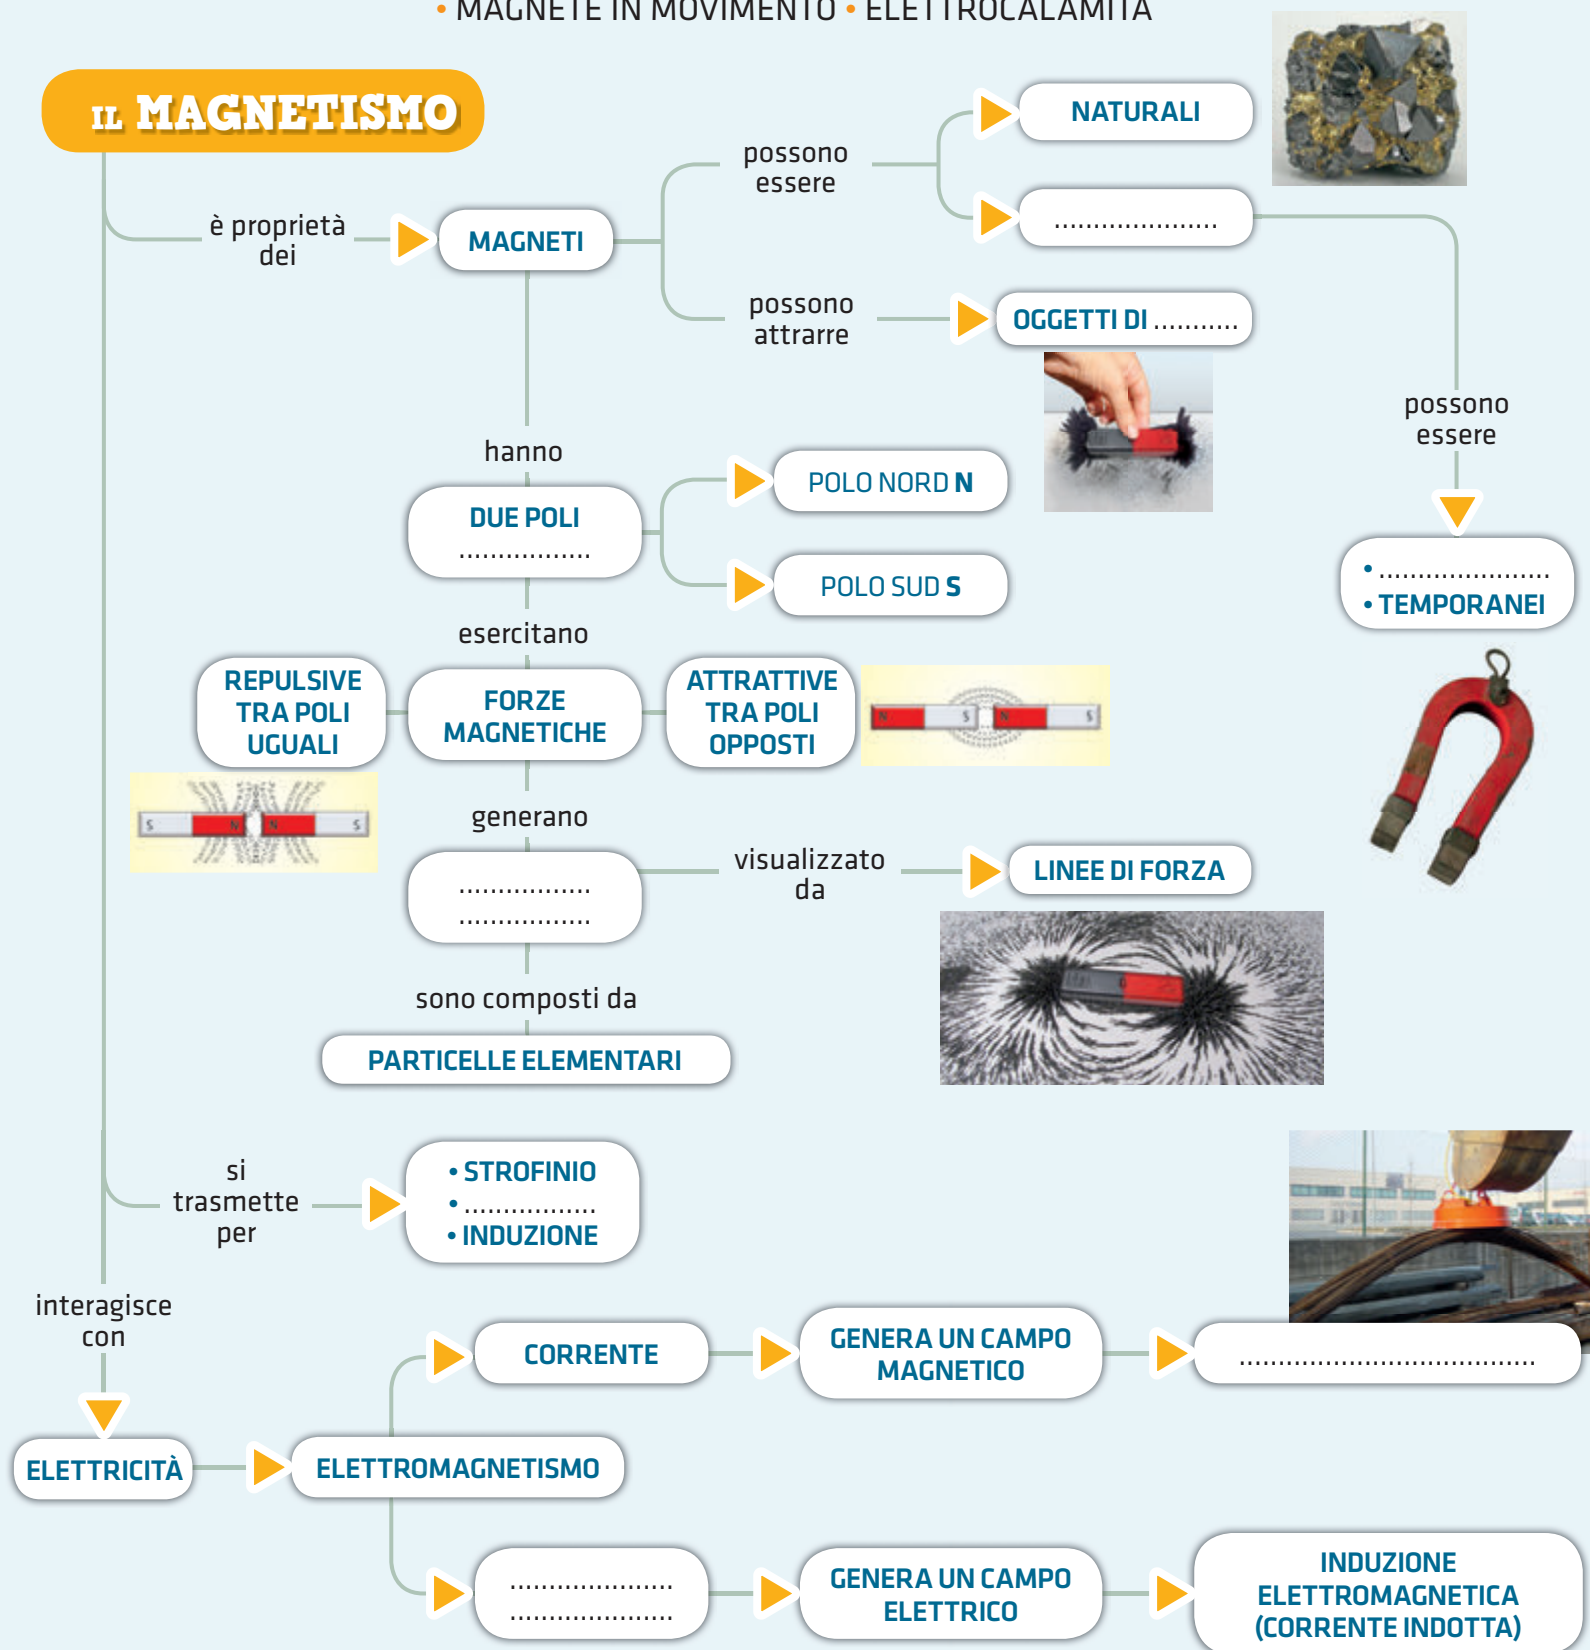 • MAGNETE IN MOVIMENTO • ELETTROCALAMITA
IL MAGNETISMO
è proprietà
dei
MAGNETI
possono
essere
NATURALI
.....................
possono
attrarre
OGGETTI DI ...........
possono
essere
• ......................
• TEMPORANEI
hanno
DUE POLI
.................
POLO NORD N
POLO SUD S
esercitano
REPULSIVE
TRA POLI
UGUALI
FORZE
MAGNETICHE
ATTRATTIVE
TRA POLI
OPPOSTI
N S N S
S N N S
generano
.................
.................
visualizzato
da
LINEE DI FORZA
sono composti da
PARTICELLE ELEMENTARI
si
trasmette
per
• STROFINIO
• .................
• INDUZIONE
interagisce
con
ELETTRICITÀ
ELETTROMAGNETISMO
CORRENTE
GENERA UN CAMPO
MAGNETICO
......................................
.....................
.....................
GENERA UN CAMPO
ELETTRICO
INDUZIONE
ELETTROMAGNETICA
(CORRENTE INDOTTA)